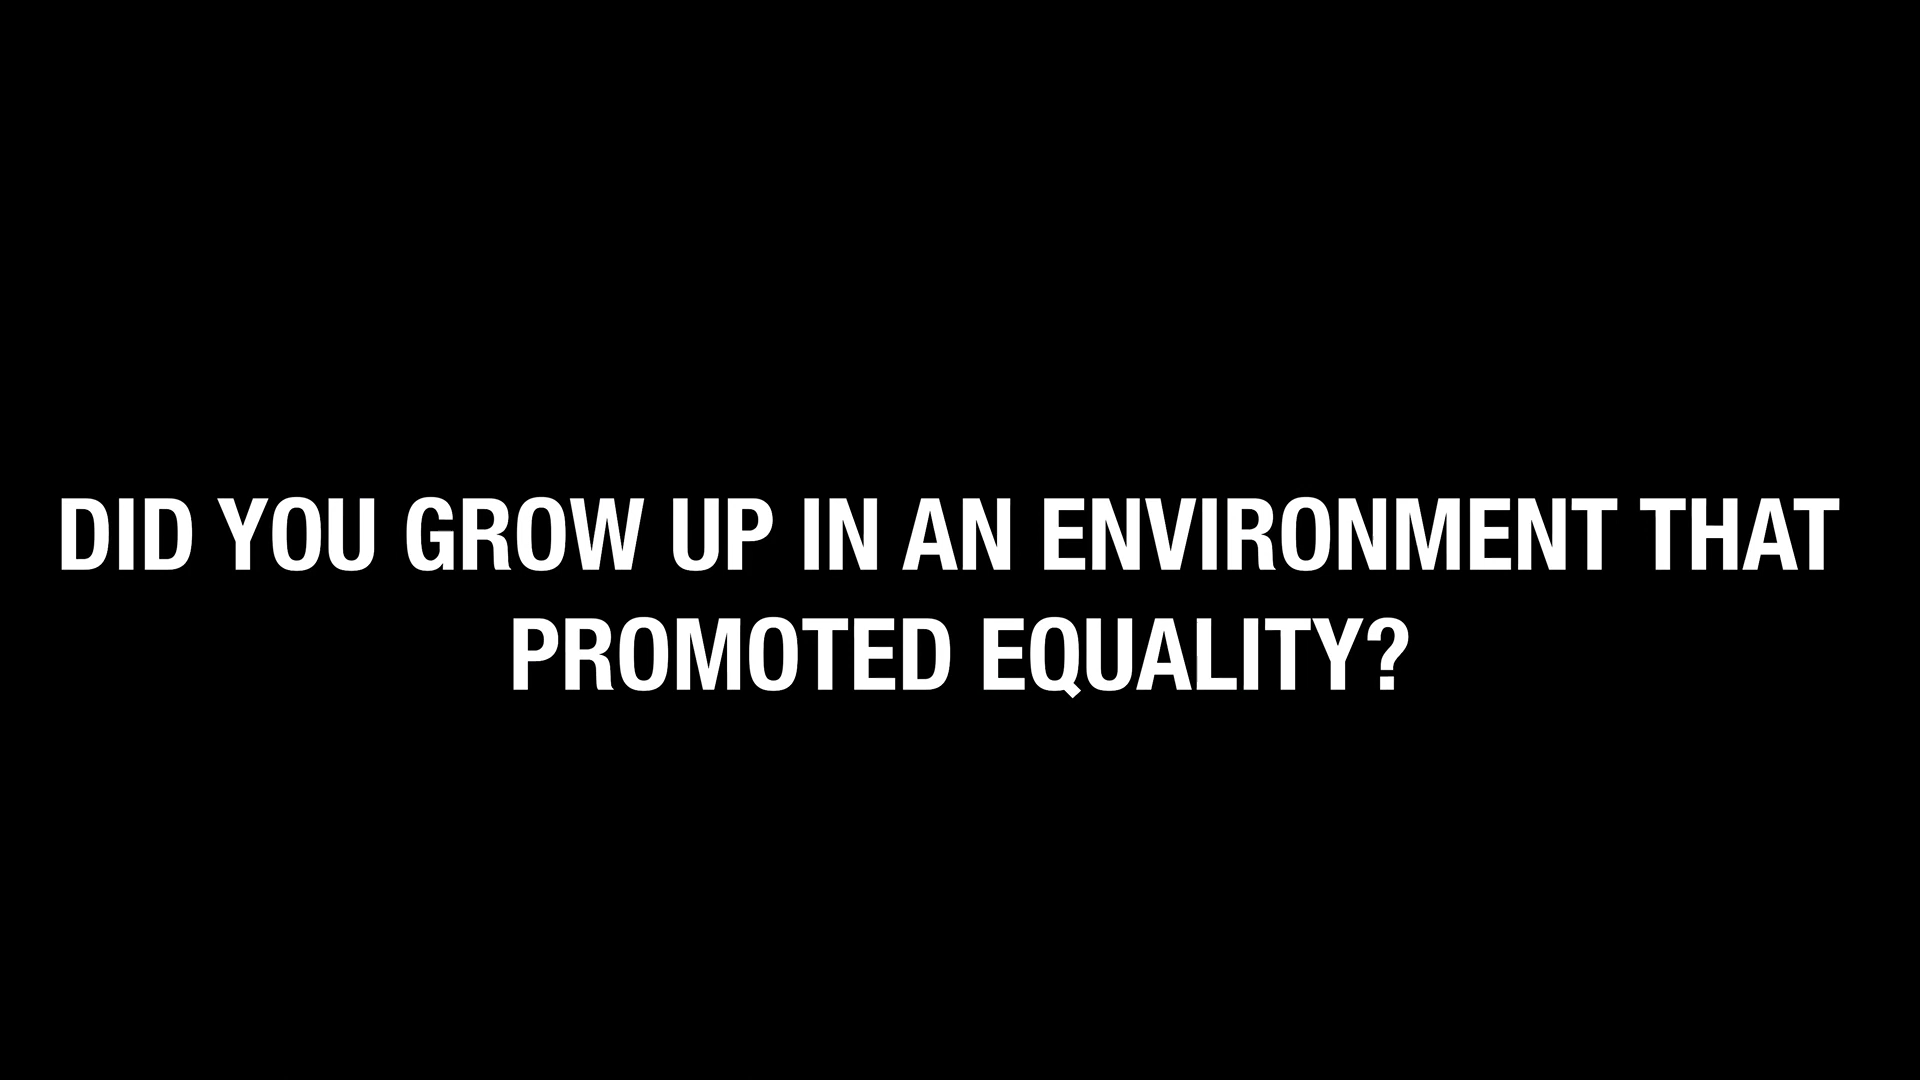 DID YOU GROW UP IN AN ENVIRONMENT THAT
PROMOTED EQUALITY?